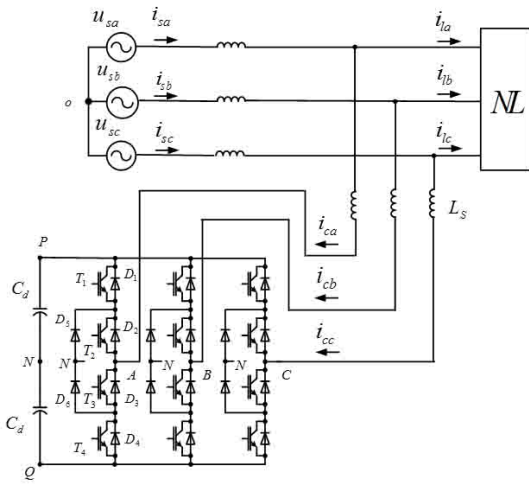 u_sa i_sa i_la
u_sb i_sb i_lb
o NL
u_sc i_sc i_lc
L_S
i_ca
P
T_1 D_1
C_d i_cb
D_5 D_2
T_2 i_cc
N N N N
A B C
D_6 T_3 D_3
C_d
T_4 D_4
Q